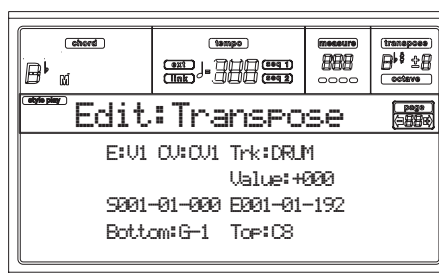 chord tempo measure transpose
ext seq 1
link seq 2
octave
style play
Edit:Transpose
page
E:V1 CV:CV1 Trk:DRUM
Value:+000
S001-01-000 E001-01-192
Bottom:G-1 Top:C8